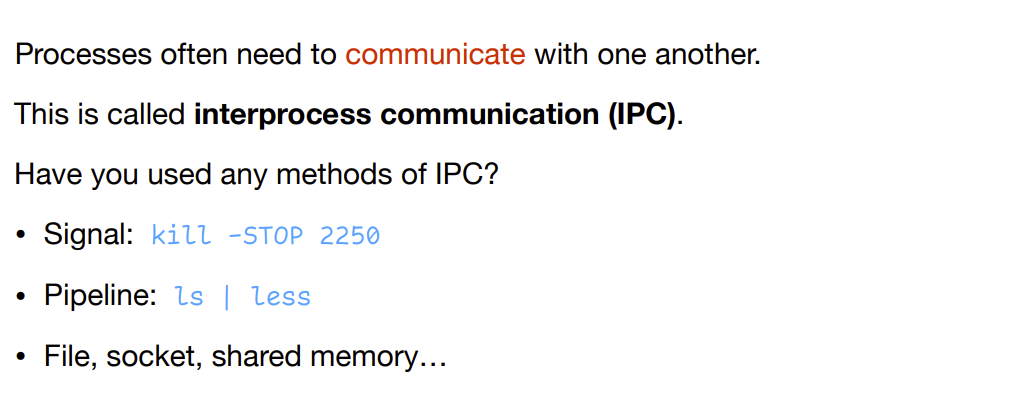 Processes often need to communicate with one another.
This is called interprocess communication (IPC).
Have you used any methods of IPC?
• Signal: kill -STOP 2250
• Pipeline: ls | less
• File, socket, shared memory…